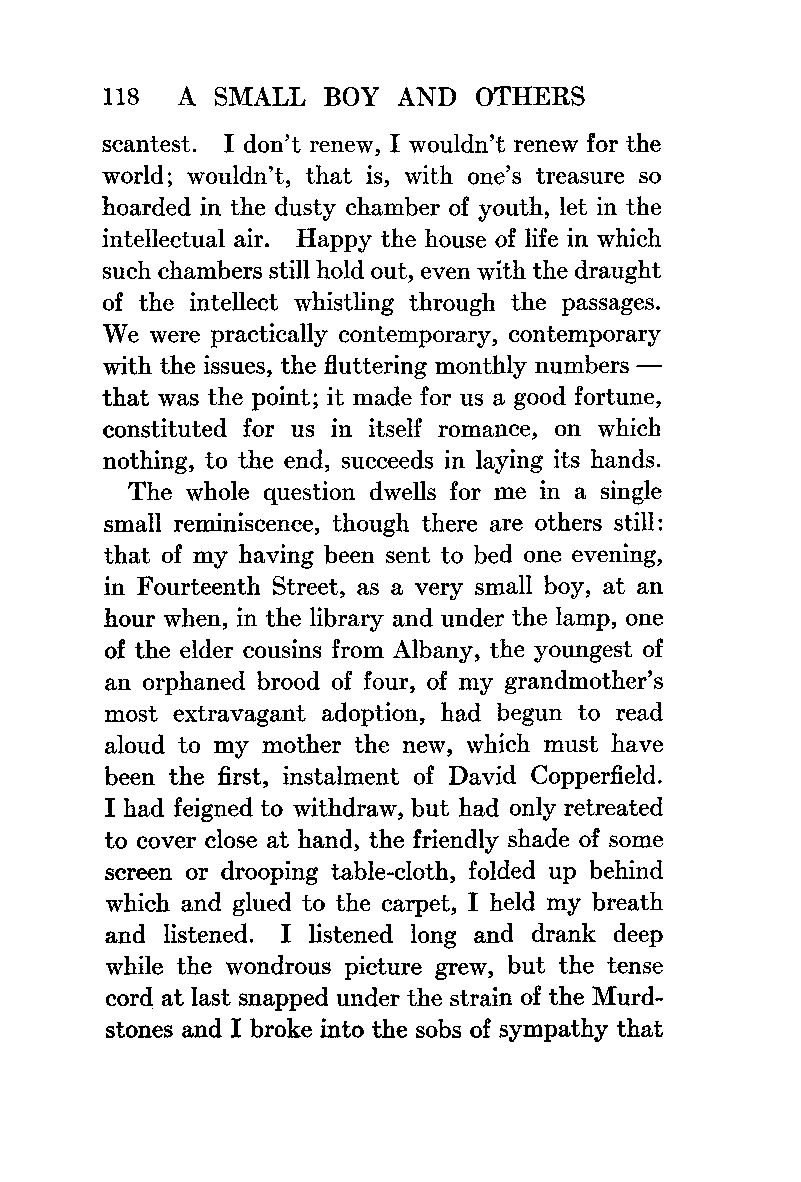 118 A SMALL BOY AND OTHERS
scantest. I don't renew, I wouldn't renew for the
world; wouldn't, that is, with one's treasure so
hoarded in the dusty chamber of youth, let in the
intellectual air. Happy the house of life in which
such chambers still hold out, even with the draught
of the intellect whistling through the passages.
We were practically contemporary, contemporary
with the issues, the fluttering monthly numbers —
that was the point; it made for us a good fortune,
constituted for us in itself romance, on which
nothing, to the end, succeeds in laying its hands.
The whole question dwells for me in a single
small reminiscence, though there are others still:
that of my having been sent to bed one evening,
in Fourteenth Street, as a very small boy, at an
hour when, in the library and under the lamp, one
of the elder cousins from Albany, the youngest of
an orphaned brood of four, of my grandmother's
most extravagant adoption, had begun to read
aloud to my mother the new, which must have
been the first, instalment of David Copperfield.
I had feigned to withdraw, but had only retreated
to cover close at hand, the friendly shade of some
screen or drooping table-cloth, folded up behind
which and glued to the carpet, I held my breath
and listened. I listened long and drank deep
while the wondrous picture grew, but the tense
cord at last snapped under the strain of the Murd-
stones and I broke into the sobs of sympathy that